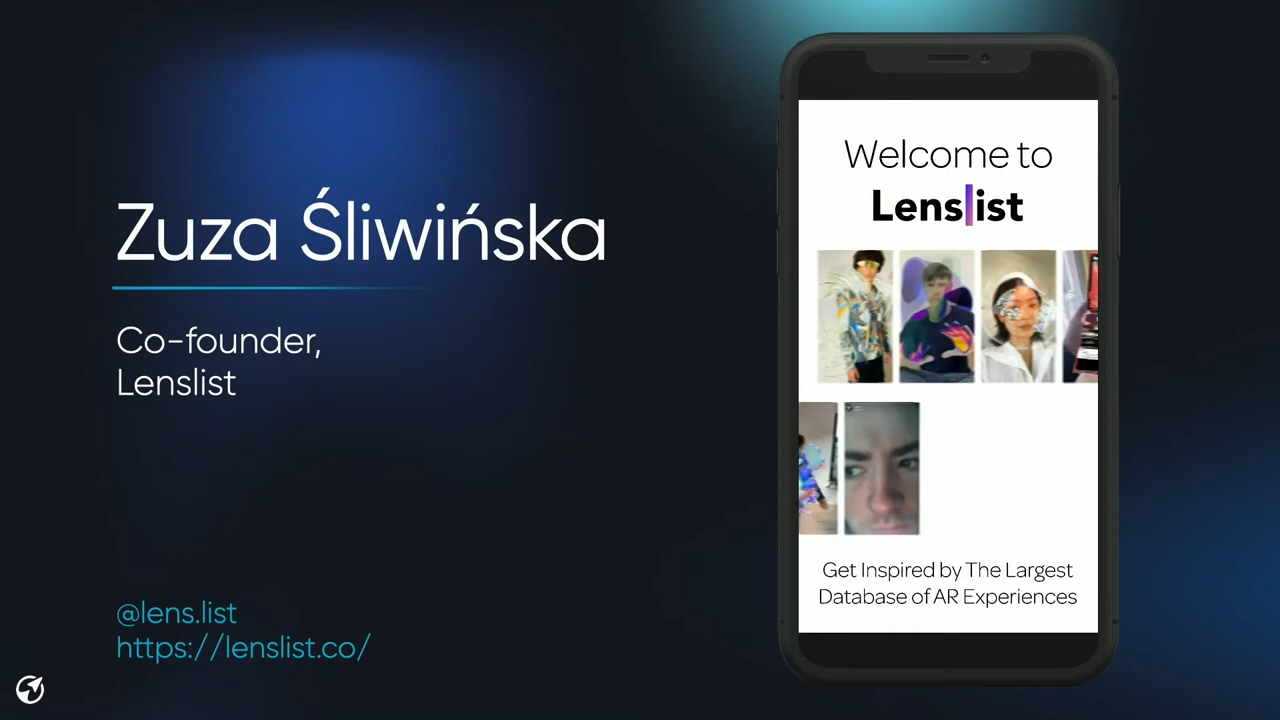 Zuza Śliwińska
Co-founder,
Lenslist
@lens.list
https://lenslist.co/
Welcome to
Lenslist
Get Inspired by The Largest
Database of AR Experiences